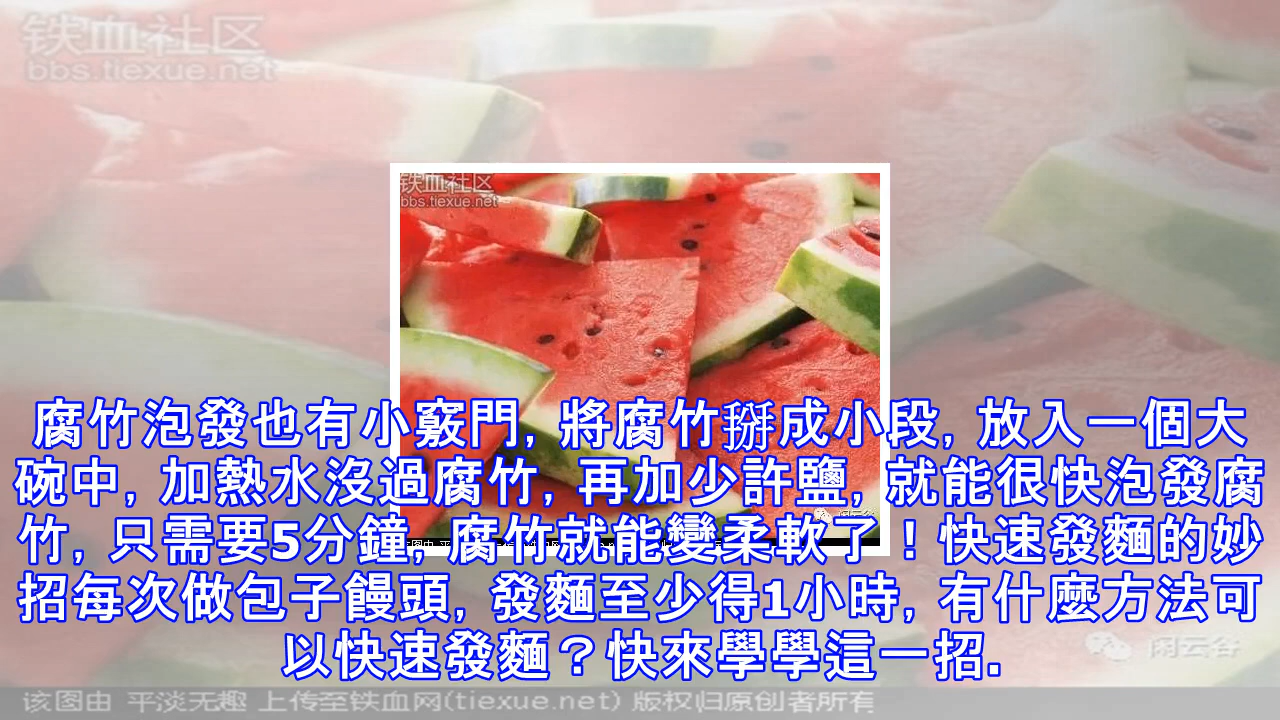 铁血社区
bbs.tiexue.net
铁血社区
bbs.tiexue.net
腐竹泡發也有小竅門, 將腐竹掰成小段, 放入一個大
碗中, 加熱水沒過腐竹, 再加少許鹽, 就能很快泡發腐
竹, 只需要5分鐘, 腐竹就能變柔軟了！快速發麵的妙
招每次做包子饅頭, 發麵至少得1小時, 有什麼方法可
以快速發麵？快來學學這一招.
闲云谷
该图由 平淡无趣 上传至铁血网(tiexue.net) 版权归原创者所有